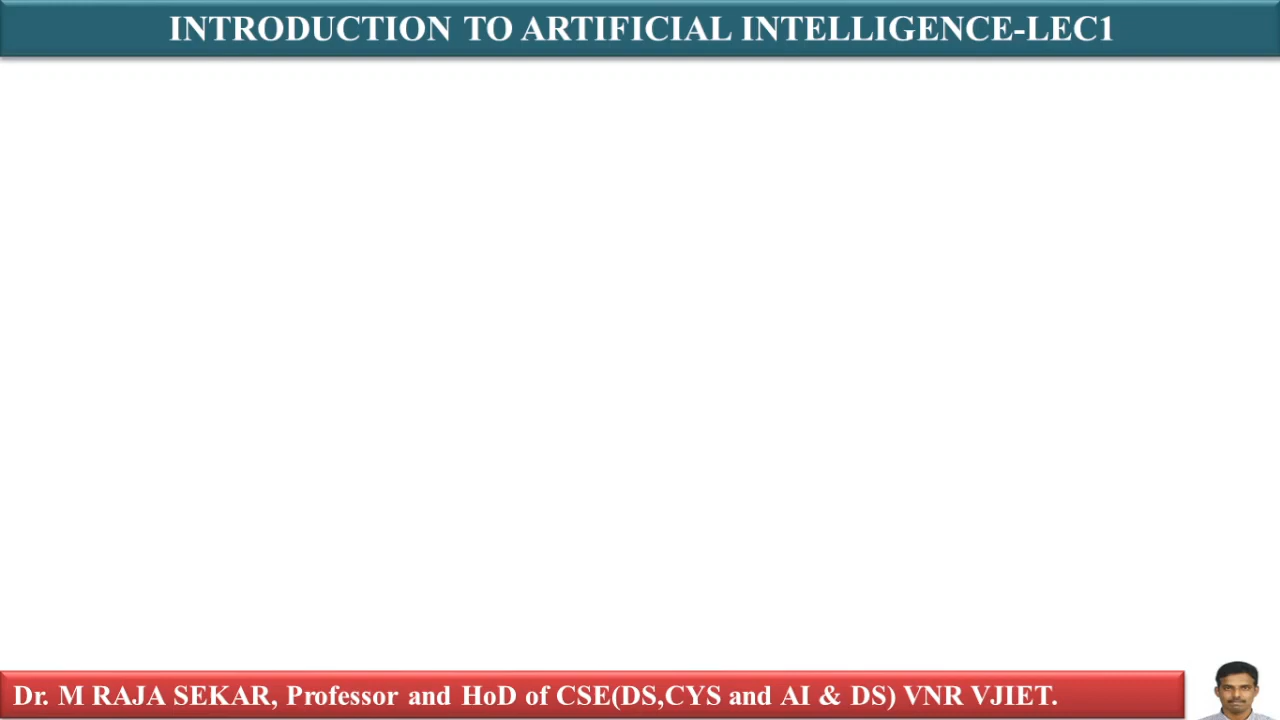 INTRODUCTION TO ARTIFICIAL INTELLIGENCE-LEC1
Dr. M RAJA SEKAR, Professor and HoD of CSE(DS,CYS and AI & DS) VNR VJIET.